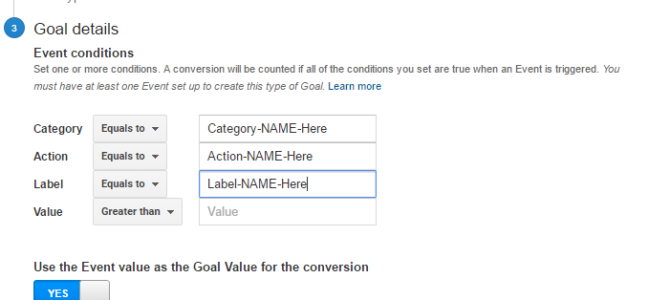 3 Goal details
Event conditions
Set one or more conditions. A conversion will be counted if all of the conditions you set are true when an Event is triggered. You
must have at least one Event set up to create this type of Goal. Learn more
Category Equals to Category-NAME-Here
Action Equals to Action-NAME-Here
Label Equals to Label-NAME-Here
Value Greater than Value
Use the Event value as the Goal Value for the conversion
YES